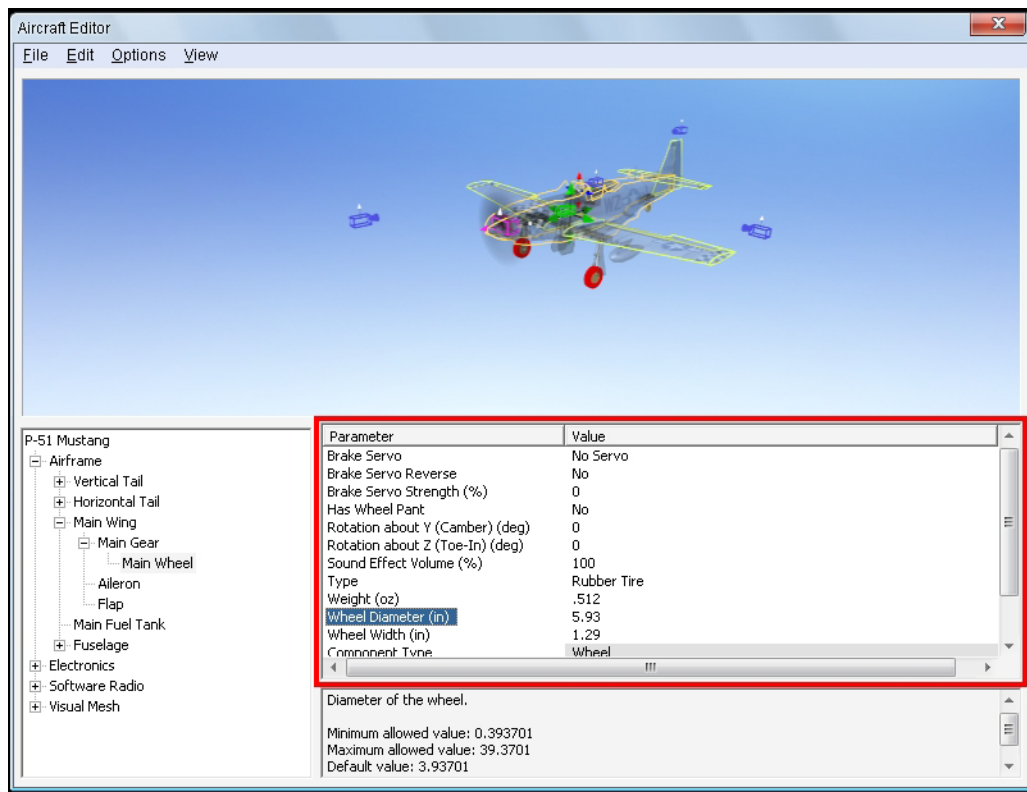 Aircraft Editor
File Edit Options View
P-51 Mustang
Airframe
Vertical Tail
Horizontal Tail
Main Wing
Main Gear
Main Wheel
Aileron
Flap
Main Fuel Tank
Fuselage
Electronics
Software Radio
Visual Mesh
Parameter Value
Brake Servo No Servo
Brake Servo Reverse No
Brake Servo Strength (%) 0
Has Wheel Pant No
Rotation about Y (Camber) (deg) 0
Rotation about Z (Toe-In) (deg) 0
Sound Effect Volume (%) 100
Type Rubber Tire
Weight (oz) .512
Wheel Diameter (in) 5.93
Wheel Width (in) 1.29
Component Type Wheel
Diameter of the wheel.
Minimum allowed value: 0.393701
Maximum allowed value: 39.3701
Default value: 3.93701